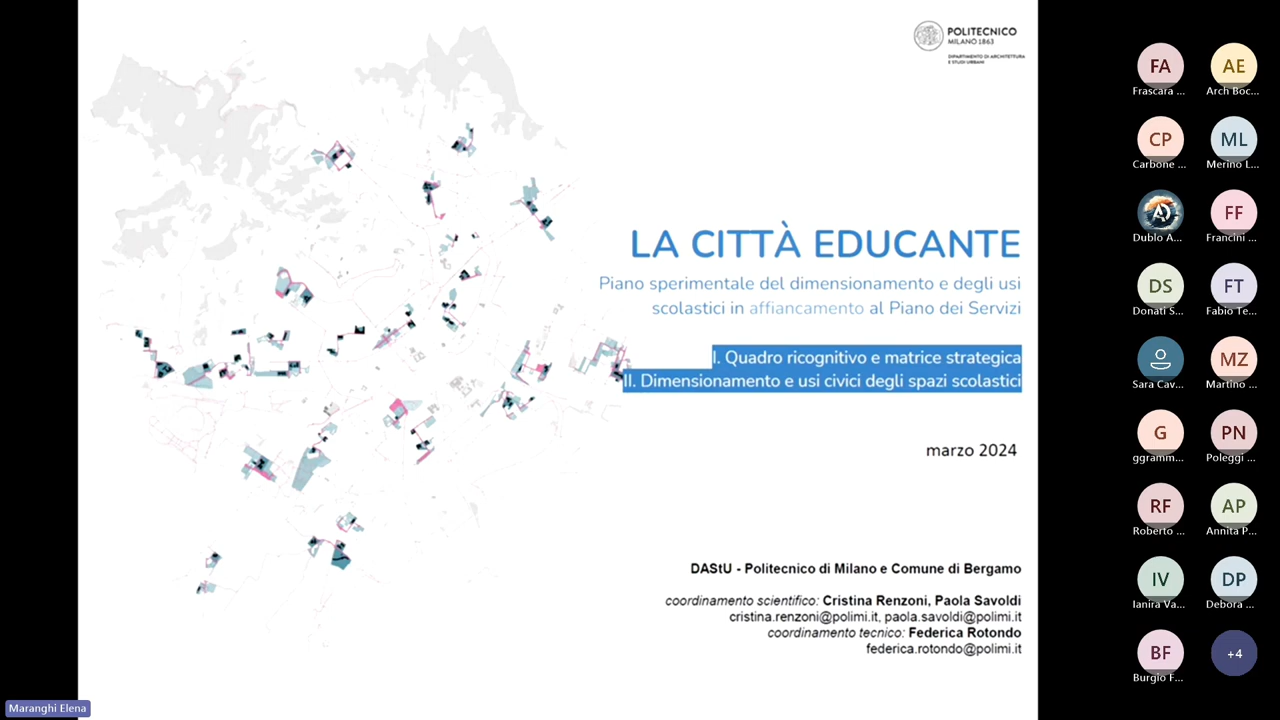 POLITECNICO
MILANO 1863
DIPARTIMENTO DI ARCHITETTURA
E STUDI URBANI
LA CITTÀ EDUCANTE
Piano sperimentale del dimensionamento e degli usi
scolastici in affiancamento al Piano dei Servizi
I. Quadro ricognitivo e matrice strategica
II. Dimensionamento e usi civici degli spazi scolastici
marzo 2024
DAStU - Politecnico di Milano e Comune di Bergamo
coordinamento scientifico: Cristina Renzoni, Paola Savoldi
cristina.renzoni@polimi.it, paola.savoldi@polimi.it
coordinamento tecnico: Federica Rotondo
federica.rotondo@polimi.it
Maranghi Elena
FA
Frascara ...
AE
Arch Boc...
CP
Carbone ...
ML
Merino L...
Dublo A...
FF
Francini ...
DS
Donati S...
FT
Fabio Te...
Sara Cav...
MZ
Martino ...
G
ggramm...
PN
Poleggi ...
RF
Roberto ...
AP
Annita P...
IV
Ianira Va...
DP
Debora ...
BF
Burgio F...
+4